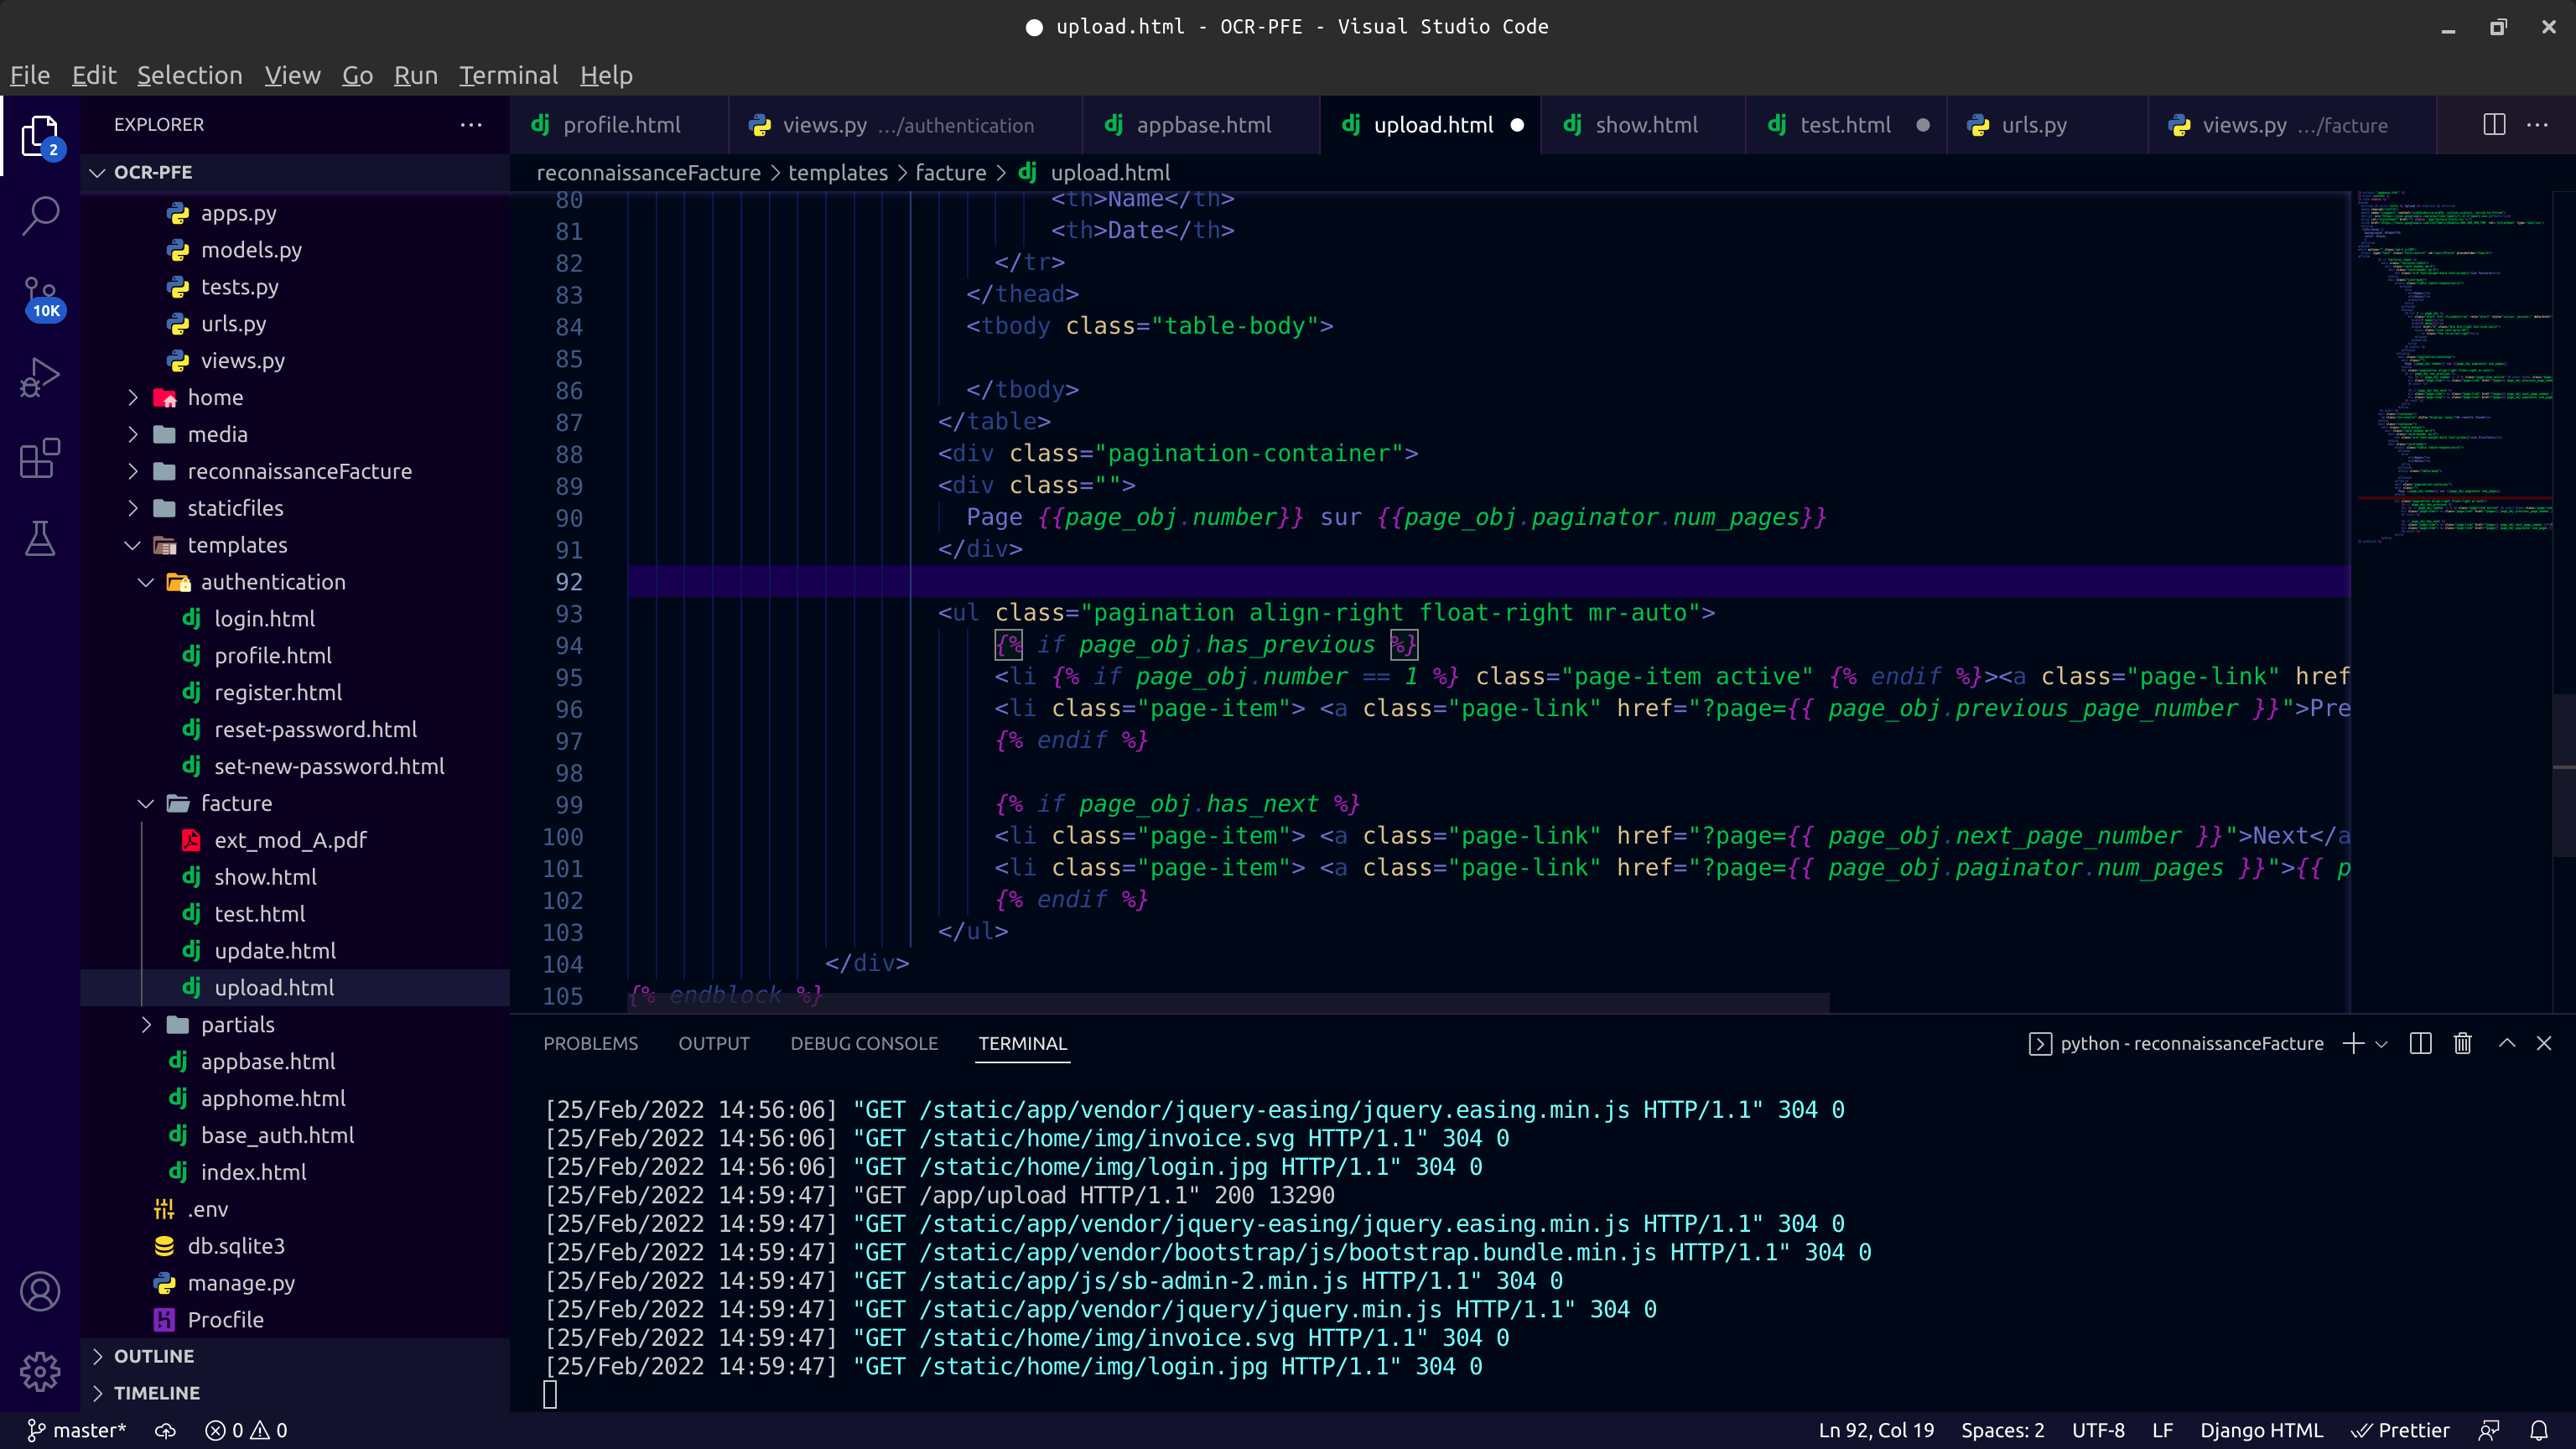 upload.html - OCR-PFE - Visual Studio Code
File Edit Selection View Go Run Terminal Help
EXPLORER
2
10K
OCR-PFE
apps.py
models.py
tests.py
urls.py
views.py
home
media
reconnaissanceFacture
staticfiles
templates
authentication
login.html
profile.html
register.html
reset-password.html
set-new-password.html
facture
ext_mod_A.pdf
show.html
test.html
update.html
upload.html
partials
appbase.html
apphome.html
base_auth.html
index.html
.env
db.sqlite3
manage.py
Procfile
OUTLINE
TIMELINE
profile.html views.py .../authentication appbase.html upload.html show.html test.html urls.py views.py .../facture
reconnaissanceFacture > templates > facture > upload.html
80 <th>Name</th>
81 <th>Date</th>
82 </tr>
83 </thead>
84 <tbody class="table-body">
85
86 </tbody>
87 </table>
88 <div class="pagination-container">
89 <div class="">
90 Page {{page_obj.number}} sur {{page_obj.paginator.num_pages}}
91 </div>
92
93 <ul class="pagination align-right float-right mr-auto">
94 {% if page_obj.has_previous %}
95 <li {% if page_obj.number == 1 %} class="page-item active" {% endif %}><a class="page-link" href
96 <li class="page-item"> <a class="page-link" href="?page={{ page_obj.previous_page_number }}">Pre
97 {% endif %}
98
99 {% if page_obj.has_next %}
100 <li class="page-item"> <a class="page-link" href="?page={{ page_obj.next_page_number }}">Next</a
101 <li class="page-item"> <a class="page-link" href="?page={{ page_obj.paginator.num_pages }}">{{ p
102 {% endif %}
103 </ul>
104 </div>
105 {% endblock %}
PROBLEMS OUTPUT DEBUG CONSOLE TERMINAL python - reconnaissanceFacture
[25/Feb/2022 14:56:06] "GET /static/app/vendor/jquery-easing/jquery.easing.min.js HTTP/1.1" 304 0
[25/Feb/2022 14:56:06] "GET /static/home/img/invoice.svg HTTP/1.1" 304 0
[25/Feb/2022 14:56:06] "GET /static/home/img/login.jpg HTTP/1.1" 304 0
[25/Feb/2022 14:59:47] "GET /app/upload HTTP/1.1" 200 13290
[25/Feb/2022 14:59:47] "GET /static/app/vendor/jquery-easing/jquery.easing.min.js HTTP/1.1" 304 0
[25/Feb/2022 14:59:47] "GET /static/app/vendor/bootstrap/js/bootstrap.bundle.min.js HTTP/1.1" 304 0
[25/Feb/2022 14:59:47] "GET /static/app/js/sb-admin-2.min.js HTTP/1.1" 304 0
[25/Feb/2022 14:59:47] "GET /static/app/vendor/jquery/jquery.min.js HTTP/1.1" 304 0
[25/Feb/2022 14:59:47] "GET /static/home/img/invoice.svg HTTP/1.1" 304 0
[25/Feb/2022 14:59:47] "GET /static/home/img/login.jpg HTTP/1.1" 304 0
master* 0 0 Ln 92, Col 19 Spaces: 2 UTF-8 LF Django HTML Prettier